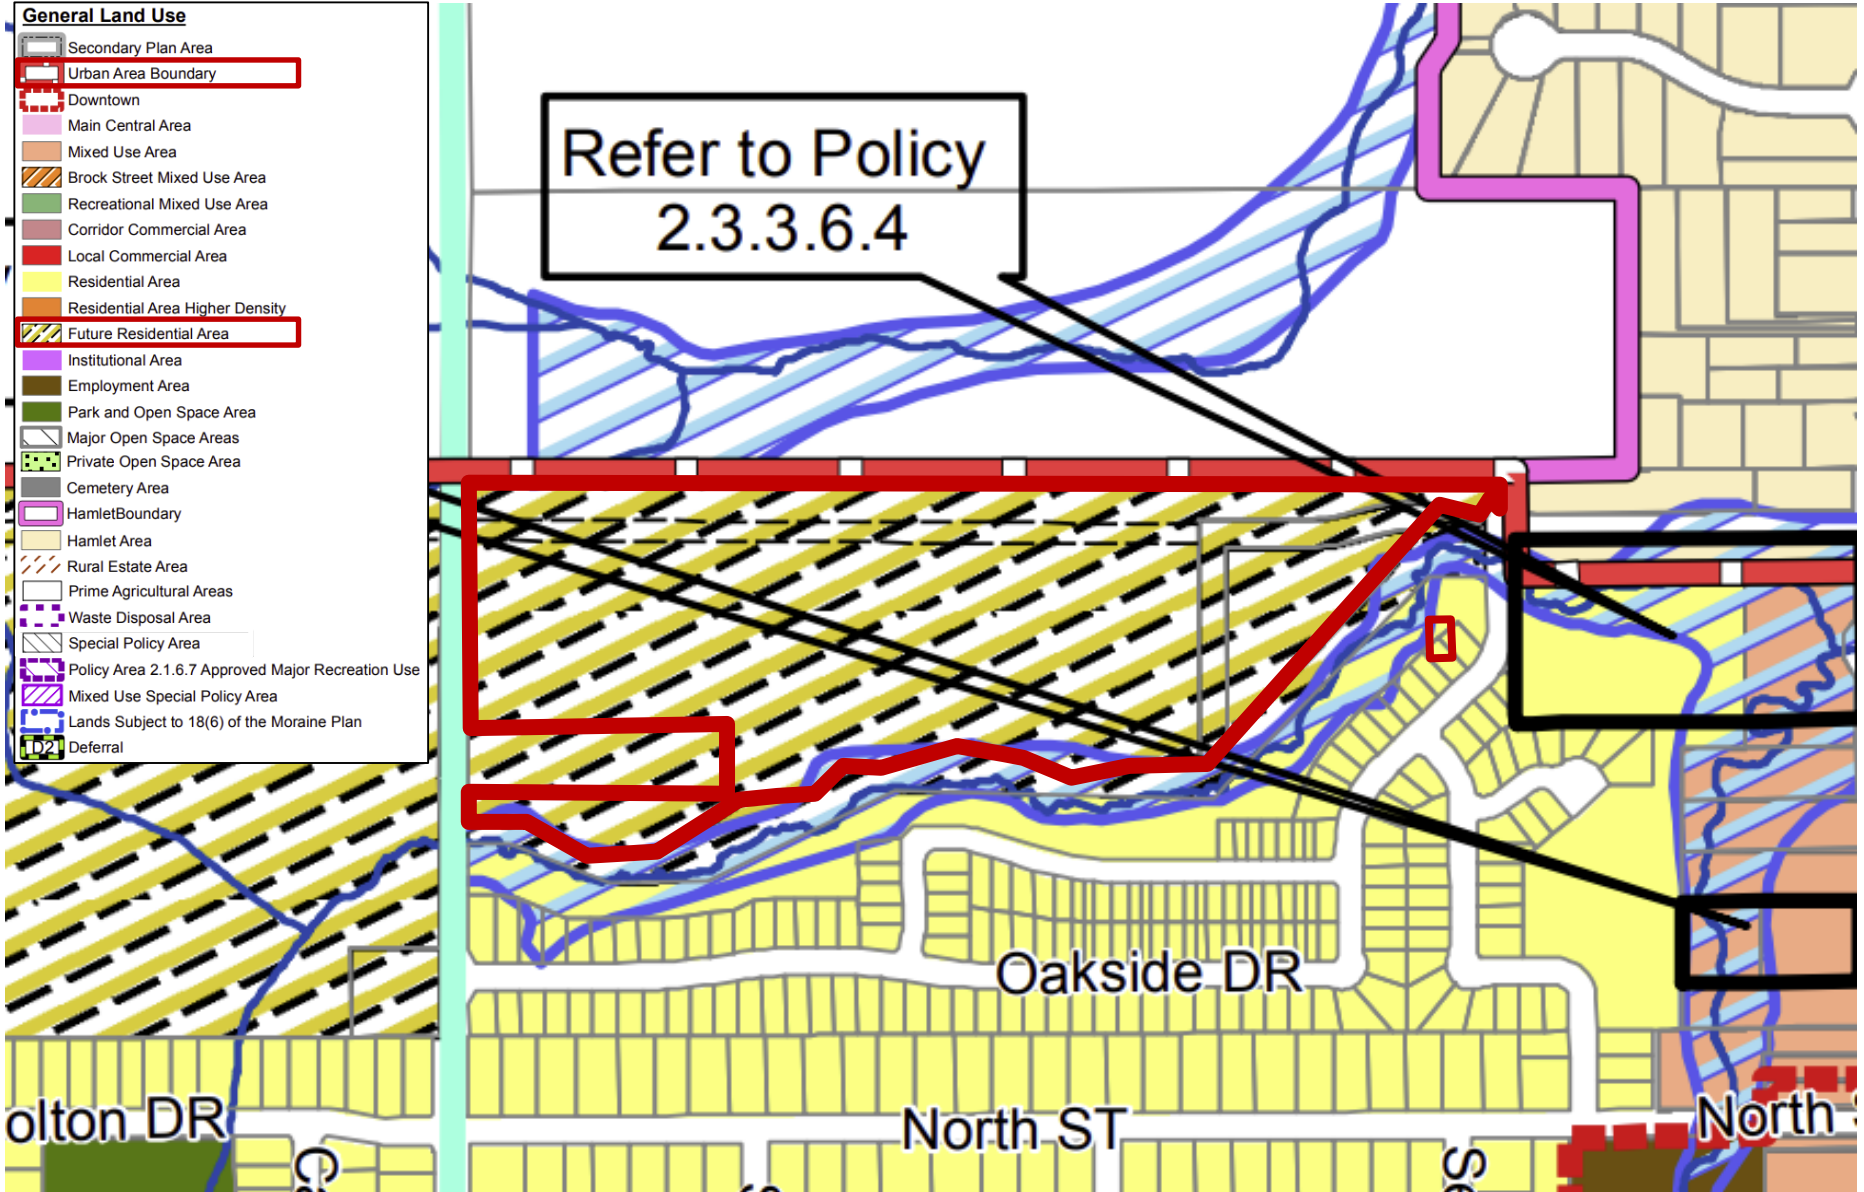 General Land Use
Secondary Plan Area
Urban Area Boundary
Downtown
Main Central Area
Mixed Use Area
Brock Street Mixed Use Area
Recreational Mixed Use Area
Corridor Commercial Area
Local Commercial Area
Residential Area
Residential Area Higher Density
Future Residential Area
Institutional Area
Employment Area
Park and Open Space Area
Major Open Space Areas
Private Open Space Area
Cemetery Area
HamletBoundary
Hamlet Area
Rural Estate Area
Prime Agricultural Areas
Waste Disposal Area
Special Policy Area
Policy Area 2.1.6.7 Approved Major Recreation Use
Mixed Use Special Policy Area
Lands Subject to 18(6) of the Moraine Plan
D2 Deferral
Refer to Policy
2.3.3.6.4
Oakside DR
olton DR
North ST
North
Ca
Se